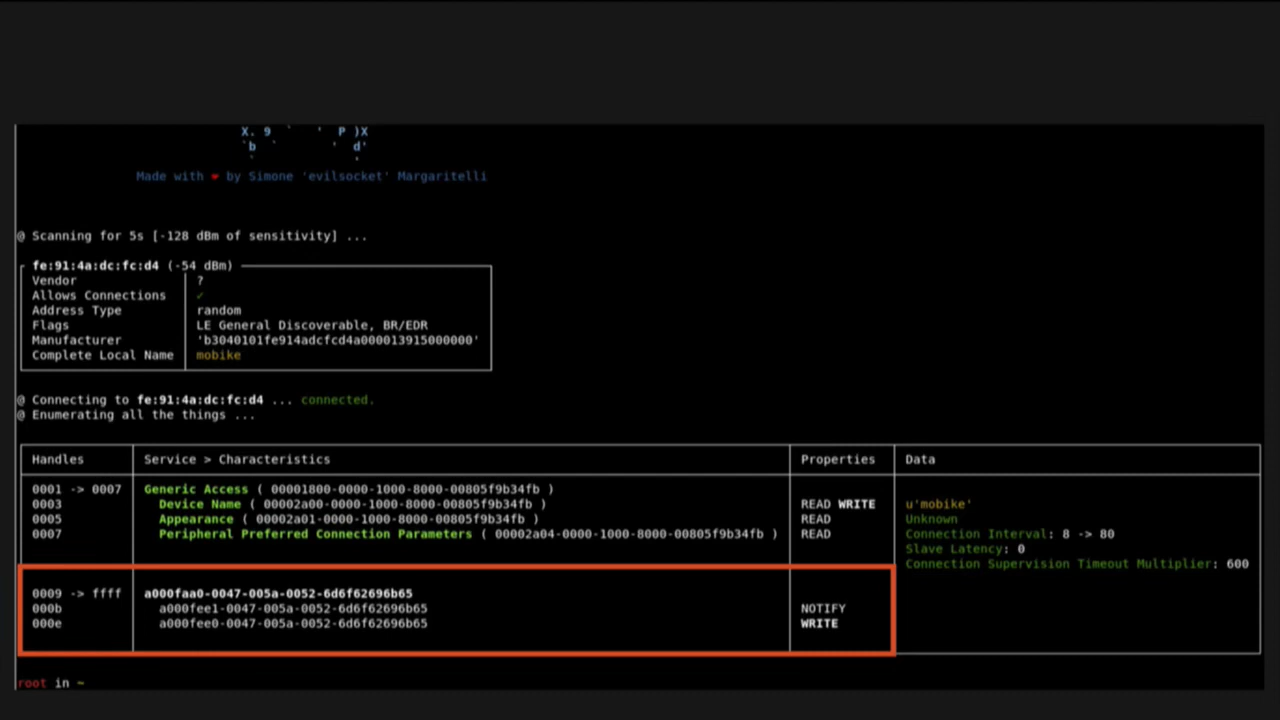 X. 9 ` ' P )X
`b ` ' d'
` '
Made with ❤ by Simone 'evilsocket' Margaritelli
@ Scanning for 5s [-128 dBm of sensitivity] ...
fe:91:4a:dc:fc:d4 (-54 dBm)
Vendor ?
Allows Connections ✓
Address Type random
Flags LE General Discoverable, BR/EDR
Manufacturer 'b3040101fe914adcfcd4a000013915000000'
Complete Local Name mobike
@ Connecting to fe:91:4a:dc:fc:d4 ... connected.
@ Enumerating all the things ...
Handles Service > Characteristics Properties Data
0001 -> 0007 Generic Access ( 00001800-0000-1000-8000-00805f9b34fb )
0003 Device Name ( 00002a00-0000-1000-8000-00805f9b34fb ) READ WRITE u'mobike'
0005 Appearance ( 00002a01-0000-1000-8000-00805f9b34fb ) READ Unknown
0007 Peripheral Preferred Connection Parameters ( 00002a04-0000-1000-8000-00805f9b34fb ) READ Connection Interval: 8 -> 80
Slave Latency: 0
Connection Supervision Timeout Multiplier: 600
0009 -> ffff a000faa0-0047-005a-0052-6d6f62696b65
000b a000fee1-0047-005a-0052-6d6f62696b65 NOTIFY
000e a000fee0-0047-005a-0052-6d6f62696b65 WRITE
root in ~